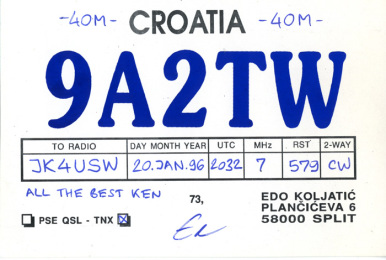 -40M- CROATIA -40M-
9A2TW
TO RADIO DAY MONTH YEAR UTC MHz RST 2-WAY
JK4USW 20.JAN.96 2032 7 579 CW
ALL THE BEST KEN 73, EDO KOLJATIĆ
PLANČIĆEVA 6
PSE QSL - TNX 58000 SPLIT